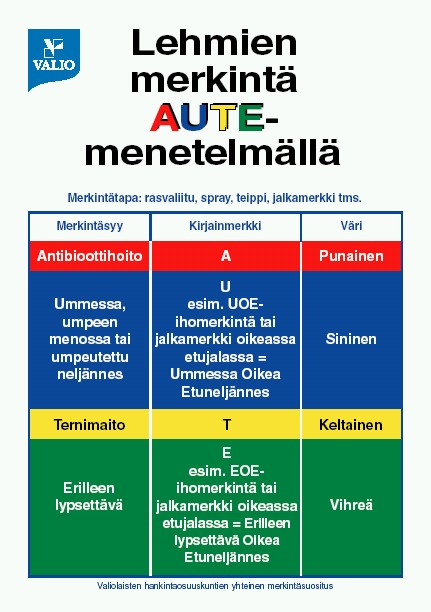 VALIO
Lehmien
merkintä
AUTE-
menetelmällä
Merkintätapa: rasvaliitu, spray, teippi, jalkamerkki tms.
Merkintäsyy
Kirjainmerkki
Väri
Antibioottihoito
A
Punainen
Ummessa,
umpeen
menossa tai
umpeutettu
neljännes
U
esim. UOE-
ihomerkintä tai
jalkamerkki oikeassa
etujalassa =
Ummessa Oikea
Etuneljännes
Sininen
Ternimaito
T
Keltainen
Erilleen
lypsettävä
E
esim. EOE-
ihomerkintä tai
jalkamerkki oikeassa
etujalassa = Erilleen
lypsettävä Oikea
Etuneljännes
Vihreä
Valiolaisten hankintaosuuskuntien yhteinen merkintäsuositus